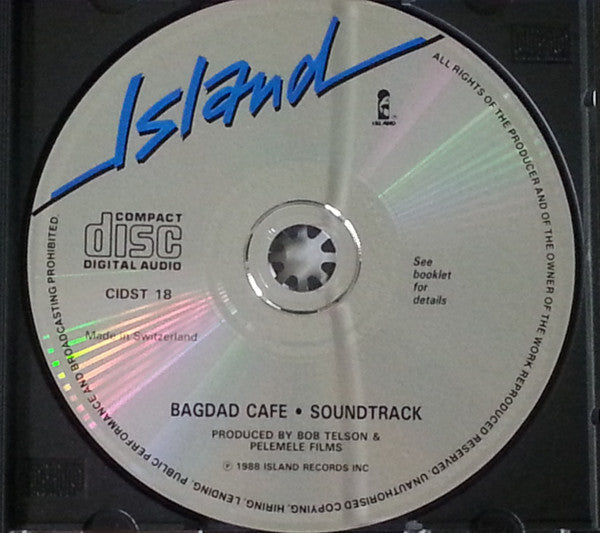 Island
ISLAND
COMPACT
disc
DIGITAL AUDIO
CIDST 18
Made in Switzerland
See
booklet
for
details
BAGDAD CAFE • SOUNDTRACK
PRODUCED BY BOB TELSON &
PELEMELE FILMS
℗ 1988 ISLAND RECORDS INC
ALL RIGHTS OF THE PRODUCER AND OF THE OWNER OF THE WORK REPRODUCED RESERVED. UNAUTHORISED COPYING, HIRING, LENDING, PUBLIC PERFORMANCE AND BROADCASTING PROHIBITED.